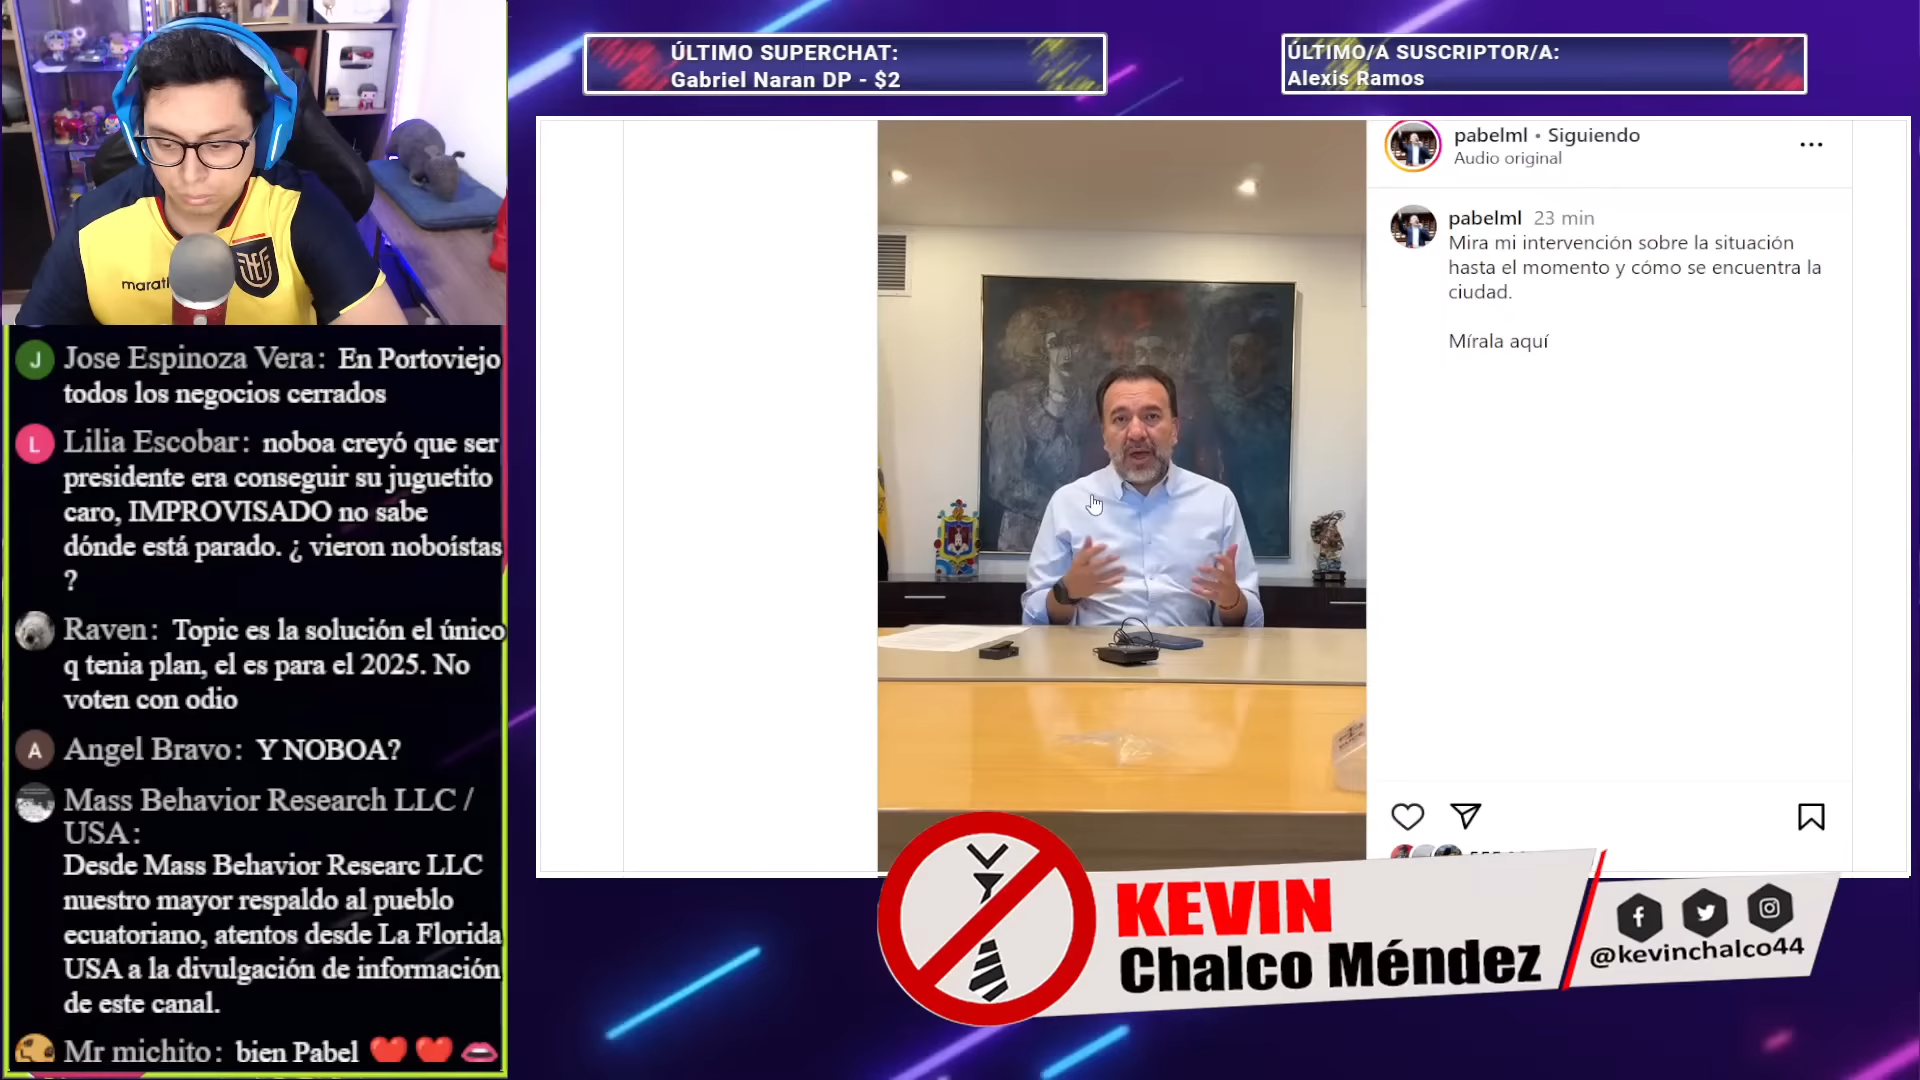 ÚLTIMO SUPERCHAT:
Gabriel Naran DP - $2
ÚLTIMO/A SUSCRIPTOR/A:
Alexis Ramos
pabelml • Siguiendo
Audio original
pabelml 23 min
Mira mi intervención sobre la situación
hasta el momento y cómo se encuentra la
ciudad.
Mírala aquí
J Jose Espinoza Vera: En Portoviejo
todos los negocios cerrados
L Lilia Escobar: noboa creyó que ser
presidente era conseguir su juguetito
caro, IMPROVISADO no sabe
dónde está parado. ¿ vieron noboístas
?
Raven: Topic es la solución el único
q tenia plan, el es para el 2025. No
voten con odio
A Angel Bravo: Y NOBOA?
Mass Behavior Research LLC /
USA:
Desde Mass Behavior Researc LLC
nuestro mayor respaldo al pueblo
ecuatoriano, atentos desde La Florida
USA a la divulgación de información
de este canal.
Mr michito: bien Pabel ❤️ ❤️ 👄
KEVIN
Chalco Méndez
@kevinchalco44